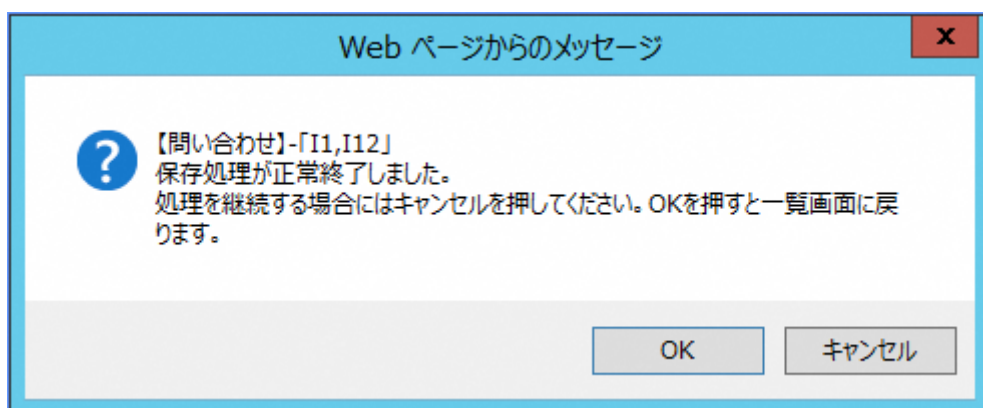 Web ページからのメッセージ
x
?
【問い合わせ】-「I1,I12」
保存処理が正常終了しました。
処理を継続する場合にはキャンセルを押してください。OKを押すと一覧画面に戻
ります。
OK
キャンセル